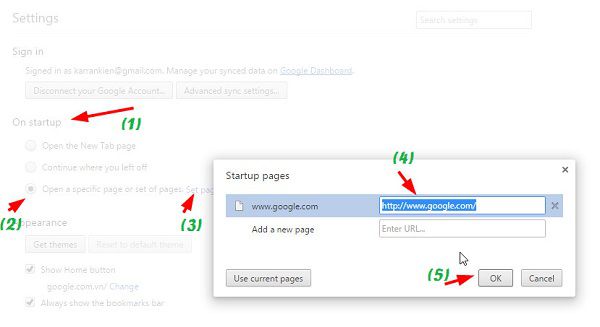 Settings
Search settings
Sign in
Signed in as karrankien@gmail.com. Manage your synced data on Google Dashboard.
Disconnect your Google Account...
Advanced sync settings...
On startup
(1)
Open the New Tab page
Continue where you left off
Open a specific page or set of pages. Set pag
(2)
(3)
Appearance
Get themes
Reset to default theme
Show Home button
google.com.vn/ Change
Always show the bookmarks bar
Startup pages
(4)
www.google.com
http://www.google.com/
Add a new page
Enter URL...
(5)
Use current pages
OK
Cancel